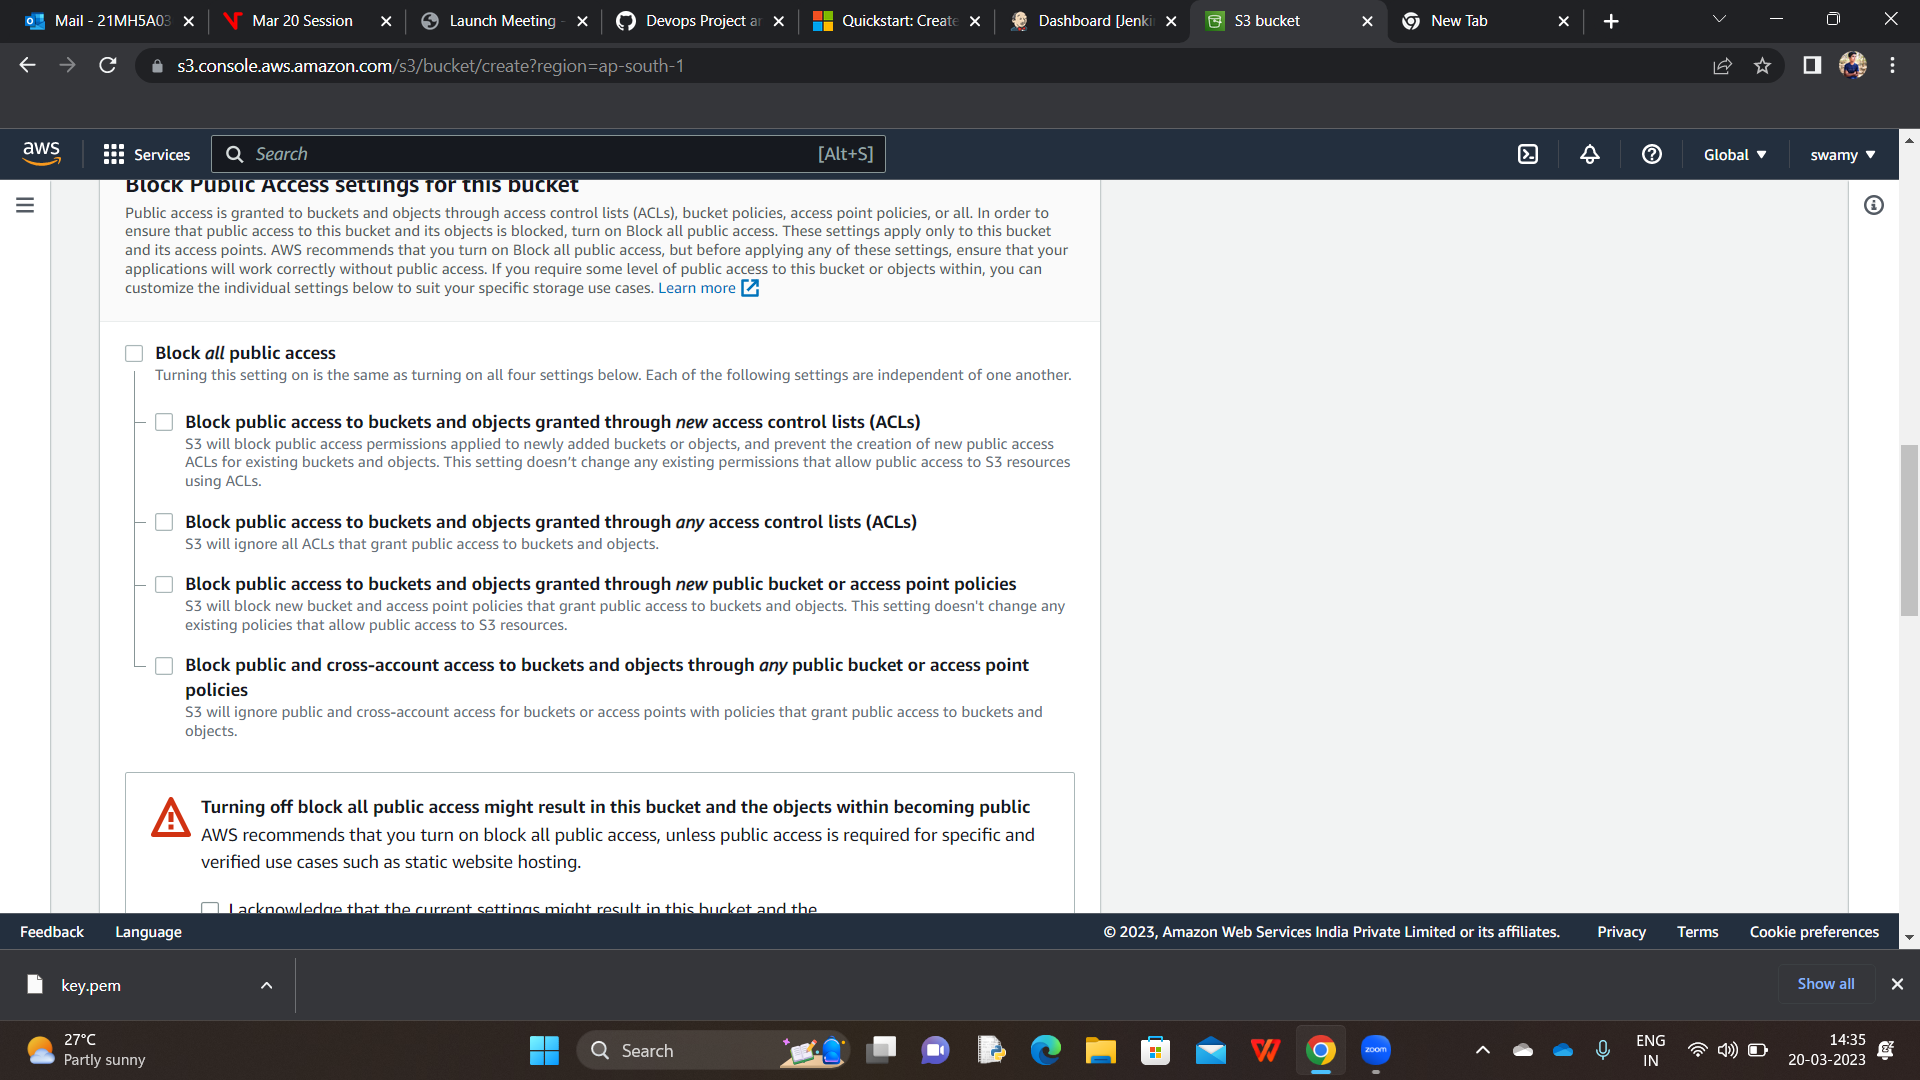 Mail - 21MH5A03
Mar 20 Session
Launch Meeting -
Devops Project an
Quickstart: Create
Dashboard [Jenki
S3 bucket
New Tab
s3.console.aws.amazon.com/s3/bucket/create?region=ap-south-1
aws
Services
Search
[Alt+S]
Global
swamy
Block Public Access settings for this bucket
Public access is granted to buckets and objects through access control lists (ACLs), bucket policies, access point policies, or all. In order to
ensure that public access to this bucket and its objects is blocked, turn on Block all public access. These settings apply only to this bucket
and its access points. AWS recommends that you turn on Block all public access, but before applying any of these settings, ensure that your
applications will work correctly without public access. If you require some level of public access to this bucket or objects within, you can
customize the individual settings below to suit your specific storage use cases. Learn more
Block all public access
Turning this setting on is the same as turning on all four settings below. Each of the following settings are independent of one another.
Block public access to buckets and objects granted through new access control lists (ACLs)
S3 will block public access permissions applied to newly added buckets or objects, and prevent the creation of new public access
ACLs for existing buckets and objects. This setting doesn't change any existing permissions that allow public access to S3 resources
using ACLs.
Block public access to buckets and objects granted through any access control lists (ACLs)
S3 will ignore all ACLs that grant public access to buckets and objects.
Block public access to buckets and objects granted through new public bucket or access point policies
S3 will block new bucket and access point policies that grant public access to buckets and objects. This setting doesn't change any
existing policies that allow public access to S3 resources.
Block public and cross-account access to buckets and objects through any public bucket or access point
policies
S3 will ignore public and cross-account access for buckets or access points with policies that grant public access to buckets and
objects.
Turning off block all public access might result in this bucket and the objects within becoming public
AWS recommends that you turn on block all public access, unless public access is required for specific and
verified use cases such as static website hosting.
I acknowledge that the current settings might result in this bucket and the
Feedback
Language
© 2023, Amazon Web Services India Private Limited or its affiliates.
Privacy
Terms
Cookie preferences
key.pem
Show all
27°C
Partly sunny
Search
zoom
ENG
IN
14:35
20-03-2023